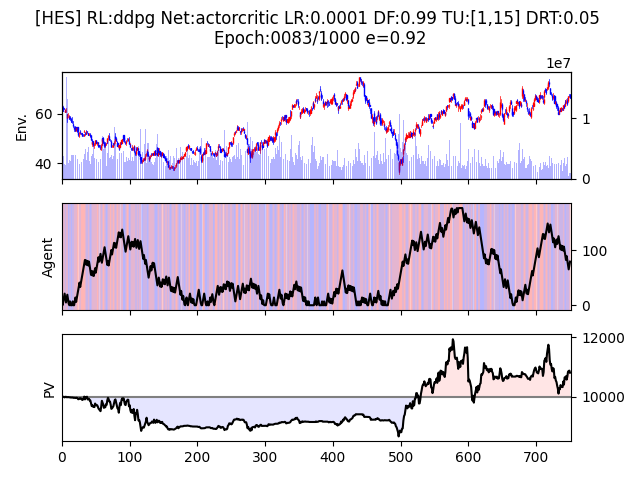 [HES] RL:ddpg Net:actorcritic LR:0.0001 DF:0.99 TU:[1,15] DRT:0.05
Epoch:0083/1000 e=0.92
1e7
Env.
60
40
1
0
Agent
100
0
PV
12000
10000
0 100 200 300 400 500 600 700